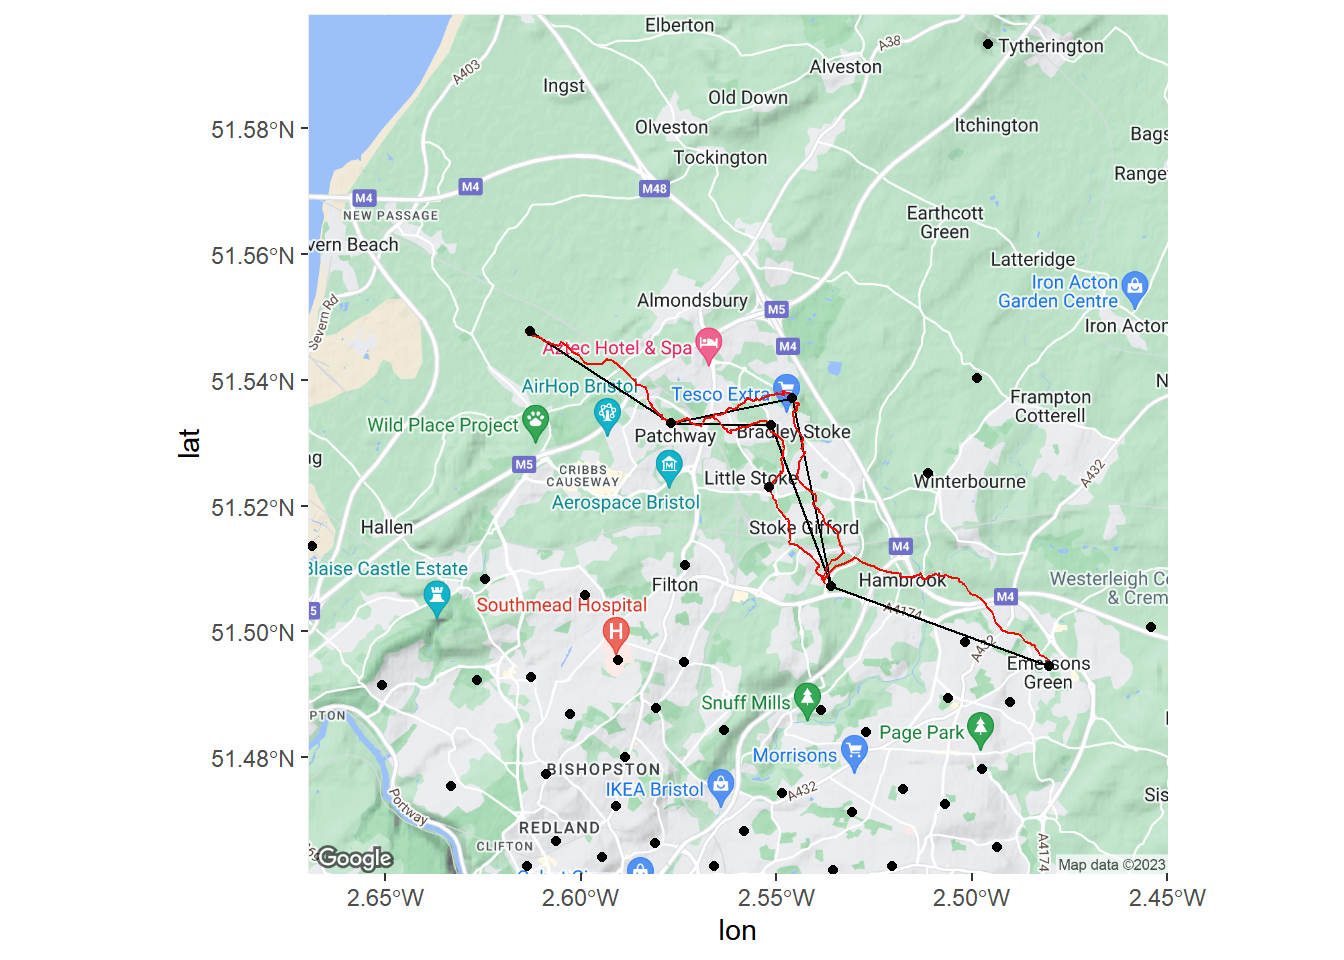 Elberton
A38
Tytherington
A403
Alveston
Ingst
Old Down
51.58°N
Olveston
Itchington
Bags
Tockington
Range
M4
M4
M48
NEW PASSAGE
Earthcott
Green
vern Beach
51.56°N
Latteridge
Iron Acton
Garden Centre
Severn Rd
Almondsbury
M5
Iron Acton
Aztec Hotel & Spa
M4
51.54°N
AirHop Bristol
Tesco Extra
N
Frampton
Cotterell
Wild Place Project
Patchway
Bradley Stoke
lat
ng
M5
CRIBBS
CAUSEWAY
Little Stoke
Winterbourne
A432
Aerospace Bristol
51.52°N
Hallen
Stoke Gifford
M4
Blaise Castle Estate
Filton
Hambrook
Westerleigh Ce
& Crem
5
Southmead Hospital
H
M4
A4174
51.50°N
A432
Emersons
Green
Snuff Mills
PTON
Page Park
Morrisons
51.48°N
BISHOPSTON
IKEA Bristol
A432
Sis
Portway
REDLAND
CLIFTON
A4174
Google
Map data ©2023
2.65°W
2.60°W
2.55°W
2.50°W
2.45°W
lon